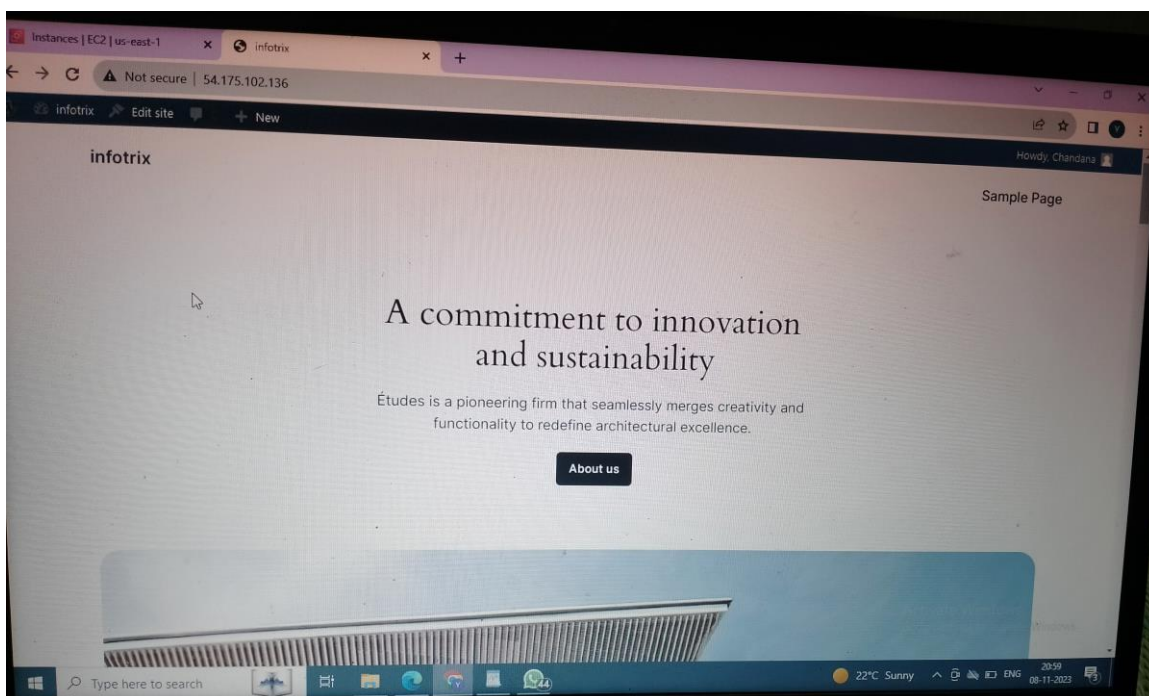 Instances | EC2 | us-east-1
infotrix
Not secure | 54.175.102.136
infotrix Edit site New
Howdy, Chandana
infotrix
Sample Page
A commitment to innovation
and sustainability
Études is a pioneering firm that seamlessly merges creativity and
functionality to redefine architectural excellence.
About us
Type here to search
44
22°C Sunny
ENG
20:59
08-11-2023
3